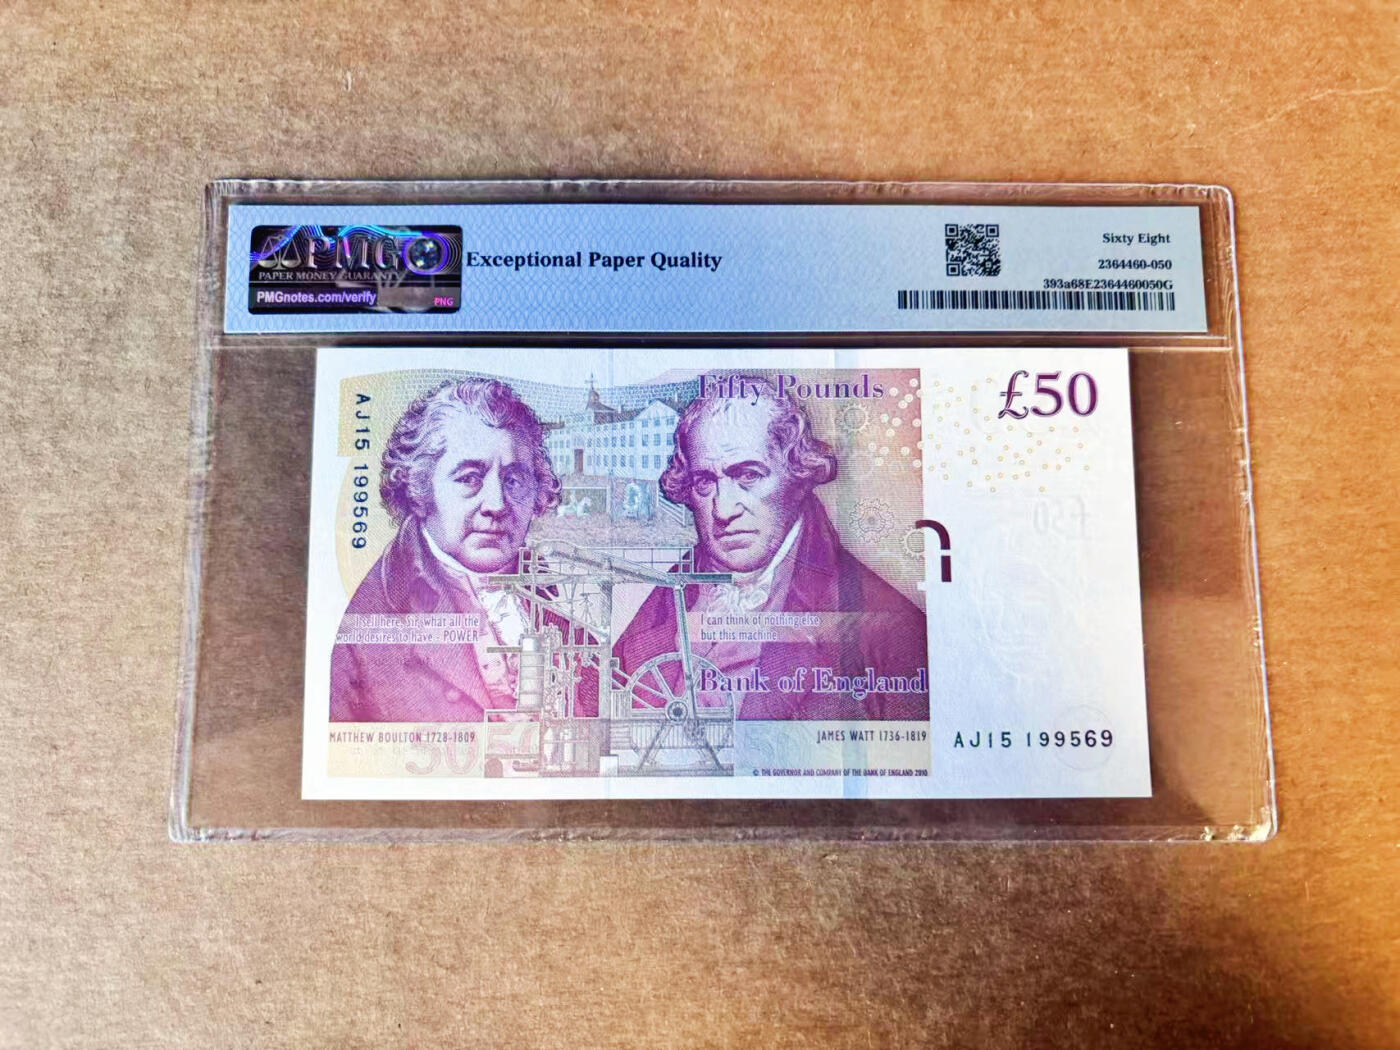 PMG
PAPER MONEY GUARANTY
PMGnotes.com/verify
PNG
Exceptional Paper Quality
Sixty Eight
2364460-050
393a68E2364460050G
AJ15 199569
Fifty Pounds
£50
£50
I sell here, Sir, what all the
world desires to have - POWER
I can think of nothing else
but this machine
Bank of England
MATTHEW BOULTON 1728-1809
JAMES WATT 1736-1819
AJ15 199569
50
© THE GOVERNOR AND COMPANY OF THE BANK OF ENGLAND 2010